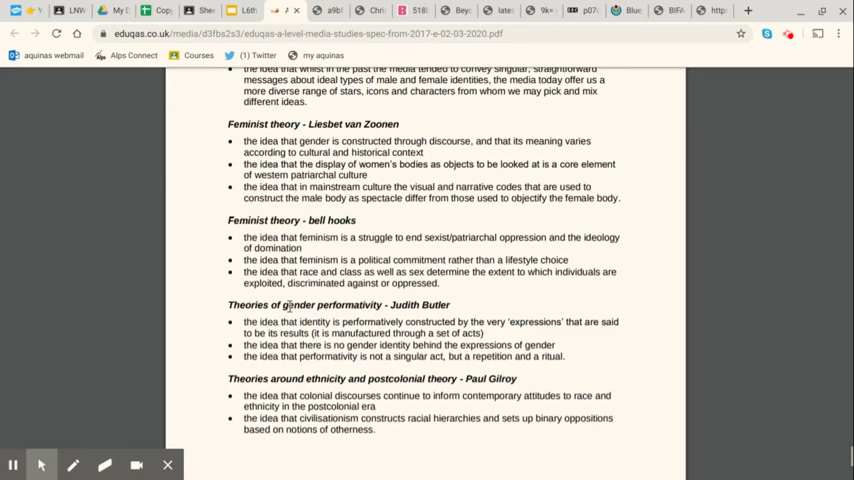 LNW
My D
Copy
Shee
L6th
A
a9bf
Chri
518l
Beyo
lates
9k=
p07c
Blue.
BIFA
http:
eduqas.co.uk/media/d3fbs2s3/eduqas-a-level-media-studies-spec-from-2017-e-02-03-2020.pdf
aquinas webmail
Alps Connect
Courses
(1) Twitter
my aquinas
the idea that whilst in the past the media tended to convey singular, straightforward
messages about ideal types of male and female identities, the media today offer us a
more diverse range of stars, icons and characters from whom we may pick and mix
different ideas.
Feminist theory - Liesbet van Zoonen
• the idea that gender is constructed through discourse, and that its meaning varies
according to cultural and historical context
• the idea that the display of women's bodies as objects to be looked at is a core element
of western patriarchal culture
• the idea that in mainstream culture the visual and narrative codes that are used to
construct the male body as spectacle differ from those used to objectify the female body.
Feminist theory - bell hooks
• the idea that feminism is a struggle to end sexist/patriarchal oppression and the ideology
of domination
• the idea that feminism is a political commitment rather than a lifestyle choice
• the idea that race and class as well as sex determine the extent to which individuals are
exploited, discriminated against or oppressed.
Theories of gender performativity - Judith Butler
• the idea that identity is performatively constructed by the very 'expressions' that are said
to be its results (it is manufactured through a set of acts)
• the idea that there is no gender identity behind the expressions of gender
• the idea that performativity is not a singular act, but a repetition and a ritual.
Theories around ethnicity and postcolonial theory - Paul Gilroy
• the idea that colonial discourses continue to inform contemporary attitudes to race and
ethnicity in the postcolonial era
• the idea that civilisationism constructs racial hierarchies and sets up binary oppositions
based on notions of otherness.